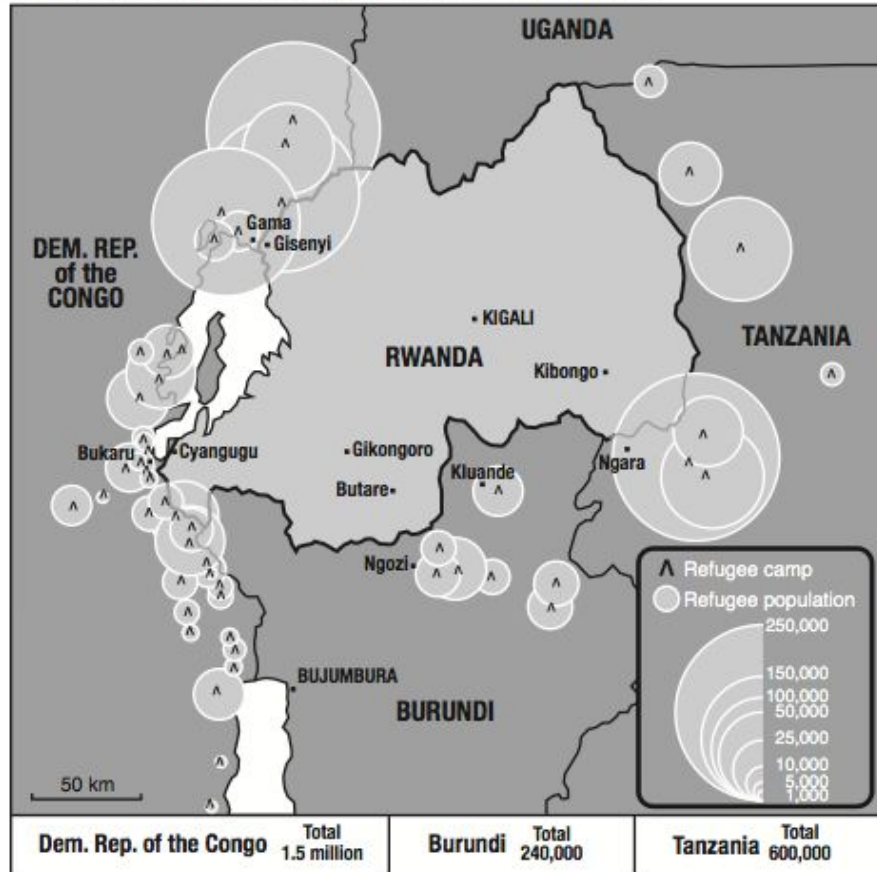 UGANDA
Gama
Gisenyi
DEM. REP.
of the
CONGO
KIGALI
TANZANIA
RWANDA
Kibongo
Bukaru
Cyangugu
Gikongoro
Ngara
Kluande
Butare
Ngozi
Refugee camp
Refugee population
250,000
150,000
100,000
50,000
25,000
10,000
5,000
1,000
BUJUMBURA
BURUNDI
50 km
Dem. Rep. of the Congo Total 1.5 million
Burundi Total 240,000
Tanzania Total 600,000